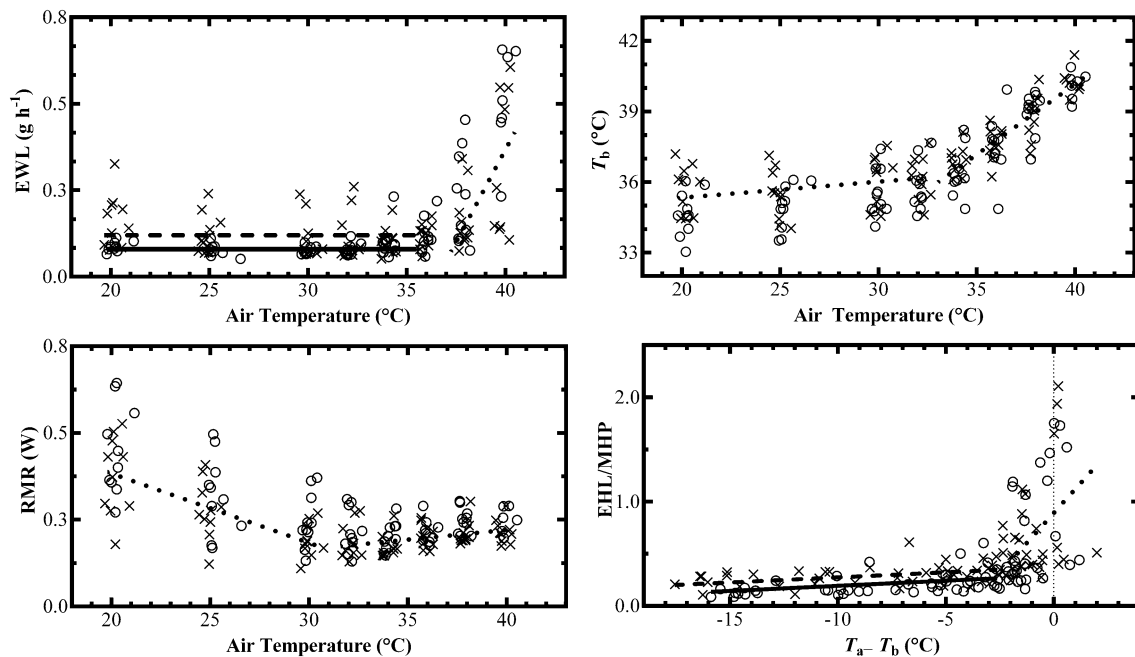 0.8
0.5
0.3
0.0
EWL (g h⁻¹)
20 25 30 35 40
Air Temperature (°C)
42
39
36
33
Tb (°C)
20 25 30 35 40
Air Temperature (°C)
0.8
0.5
0.3
0.0
RMR (W)
20 25 30 35 40
Air Temperature (°C)
2.0
1.0
0.0
EHL/MHP
-15 -10 -5 0
Ta– Tb (°C)